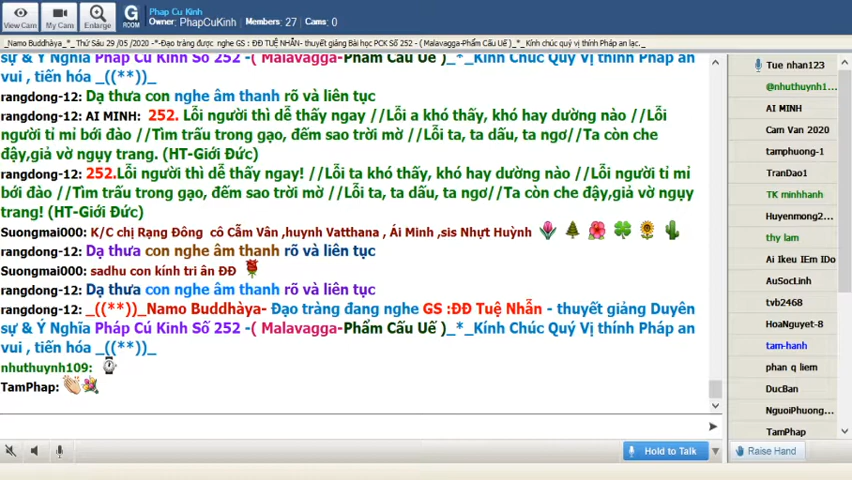 View Cam
My Cam
Enlarge
G
ROOM
Phap Cu Kinh
Owner: PhapCuKinh Members: 27 Cams: 0
_Namo Buddhàya_*_ Thứ Sáu 29 /05 /2020 -*-Đạo tràng được nghe GS : ĐĐ TUỆ NHẪN- thuyết giảng Bài học PCK Số 252 - ( Malavagga-Phẩm Cấu Uế )_*_ Kính chúc quý vị thính Pháp an lạc._
sự & Ý Nghĩa Pháp Cú Kinh Số 252 -( Malavagga-Phẩm Cấu Uế )_*_Kính Chúc Quý Vị thính Pháp an
vui , tiến hóa _((**))_
rangdong-12: Dạ thưa con nghe âm thanh rõ và liên tục
rangdong-12: AI MINH: 252. Lỗi người thì dễ thấy ngay //Lỗi a khó thấy, khó hay dường nào //Lỗi
người tỉ mỉ bới đào //Tìm trấu trong gạo, đếm sao trời mờ //Lỗi ta, ta dấu, ta ngơ//Ta còn che
đậy,giả vờ ngụy trang. (HT-Giới Đức)
rangdong-12: 252.Lỗi người thì dễ thấy ngay! //Lỗi ta khó thấy, khó hay dường nào //Lỗi người tỉ mỉ
bới đào //Tìm trấu trong gạo, đếm sao trời mờ //Lỗi ta, ta dấu, ta ngơ//Ta còn che đậy,giả vờ ngụy
trang! (HT-Giới Đức)
Suongmai000: K/C chị Rạng Đông cô Cẩm Vân ,huynh Vatthana , Ái Minh ,sis Nhựt Huỳnh
rangdong-12: Dạ thưa con nghe âm thanh rõ và liên tục
Suongmai000: sadhu con kính tri ân ĐĐ
rangdong-12: Dạ thưa con nghe âm thanh rõ và liên tục
rangdong-12: _((**))_Namo Buddhàya- Đạo tràng đang nghe GS :ĐĐ Tuệ Nhẫn - thuyết giảng Duyên
sự & Ý Nghĩa Pháp Cú Kinh Số 252 -( Malavagga-Phẩm Cấu Uế )_*_Kính Chúc Quý Vị thính Pháp an
vui , tiến hóa _((**))_
nhuthuynh109:
TamPhap:
Hold to Talk
Tue nhan123
@nhuthuynh1...
AI MINH
Cam Van 2020
tamphuong-1
TranDao1
TK minhhanh
Huyenmong2...
thy lam
Ai Ikeu IEm IDo
AuSocLinh
tvb2468
HoaNguyet-8
tam-hanh
phan q liem
DucBan
NguoiPhuong...
TamPhap
Raise Hand